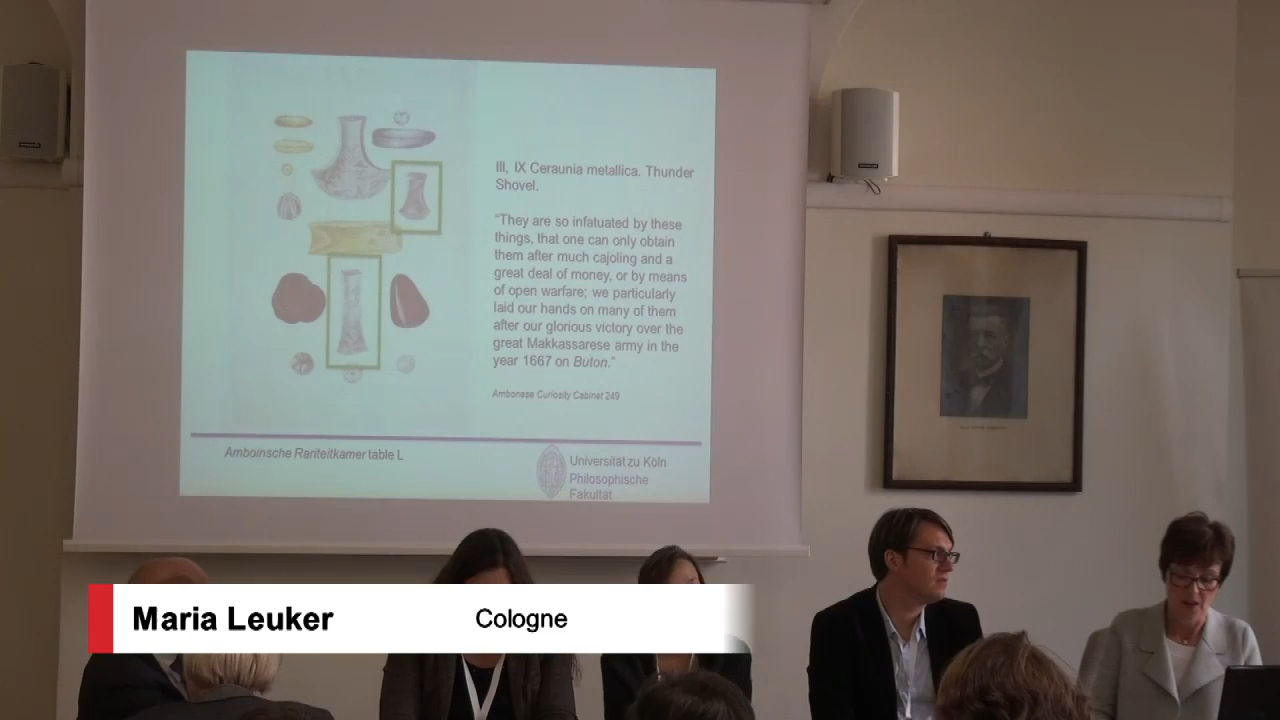 III, IX Ceraunia metallica. Thunder
Shovel.
"They are so infatuated by these
things, that one can only obtain
them after much cajoling and a
great deal of money, or by means
of open warfare; we particularly
laid our hands on many of them
after our glorious victory over the
great Makkassarese army in the
year 1667 on Buton."
Ambonese Curiosity Cabinet 249
Amboinsche Rariteitkamer table L
Universität zu Köln
Philosophische
Fakultät
Maria Leuker Cologne